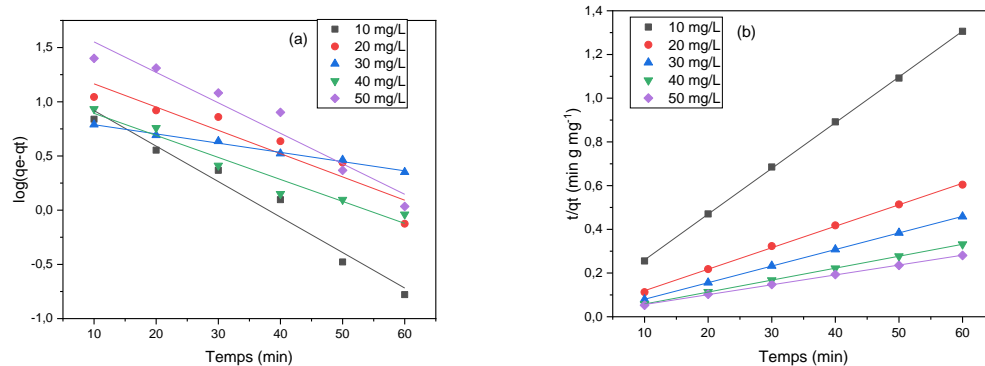 (a)
10 mg/L
20 mg/L
30 mg/L
40 mg/L
50 mg/L
log(qe-qt)
1,5
1,0
0,5
0,0
-0,5
-1,0
10 20 30 40 50 60
Temps (min)
(b)
10 mg/L
20 mg/L
30 mg/L
40 mg/L
50 mg/L
t/qt (min g mg⁻¹)
1,4
1,2
1,0
0,8
0,6
0,4
0,2
0,0
10 20 30 40 50 60
Temps (min)